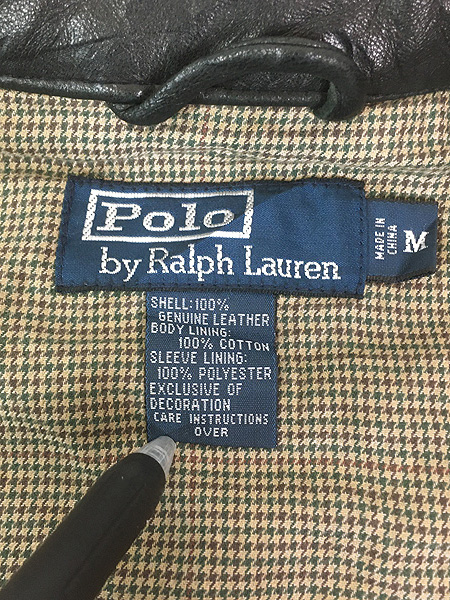 Polo
by Ralph Lauren
MADE IN
CHINA
M
SHELL:100%
GENUINE LEATHER
BODY LINING:
100% COTTON
SLEEVE LINING:
100% POLYESTER
EXCLUSIVE OF
DECORATION
CARE INSTRUCTIONS
OVER